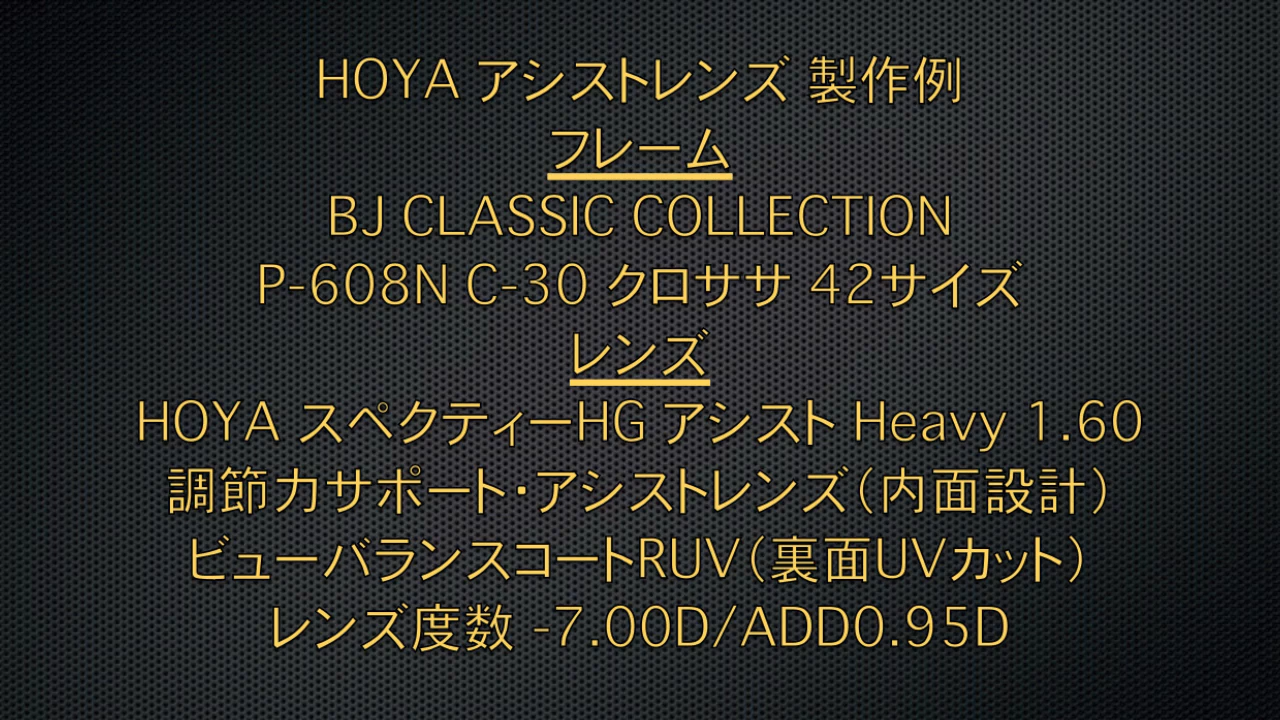 HOYA アシストレンズ 製作例
フレーム
BJ CLASSIC COLLECTION
P-608N C-30 クロササ 42サイズ
レンズ
HOYA スペクティーHG アシスト Heavy 1.60
調節力サポート・アシストレンズ（内面設計）
ビューバランスコートRUV（裏面UVカット）
レンズ度数 -7.00D/ADD0.95D